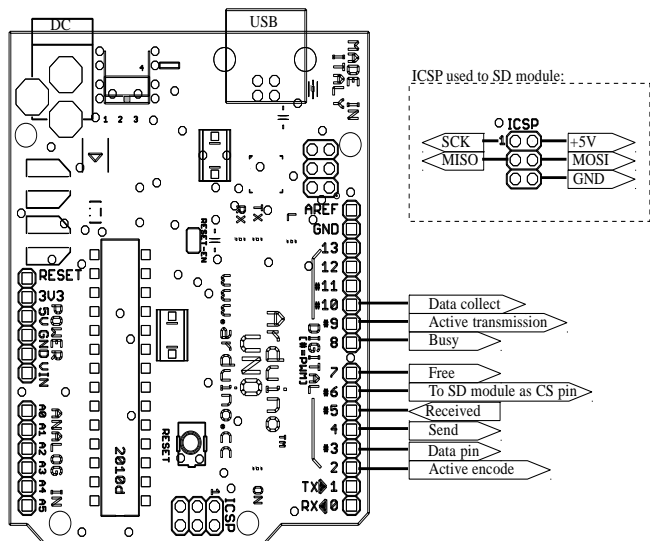 DC
USB
4
1 2 3
MADE IN
ITALY
ICSP used to SD module:
ICSP
1
SCK
+5V
MISO
MOSI
GND
RX
TX
L
RESET-EN
AREF
GND
13
12
#11
#10
#9
8
7
#6
#5
4
#3
2
TX 1
RX 0
DIGITAL
[#=PWM]
Data collect
Active transmission
Busy
Free
To SD module as CS pin
Received
Send
Data pin
Active encode
RESET
3V3
5V
GND
VIN
POWER
A0
A1
A2
A3
A4
A5
ANALOG IN
2010d
www.arduino.cc
Arduino™
UNO
RESET
ON
1
ICSP